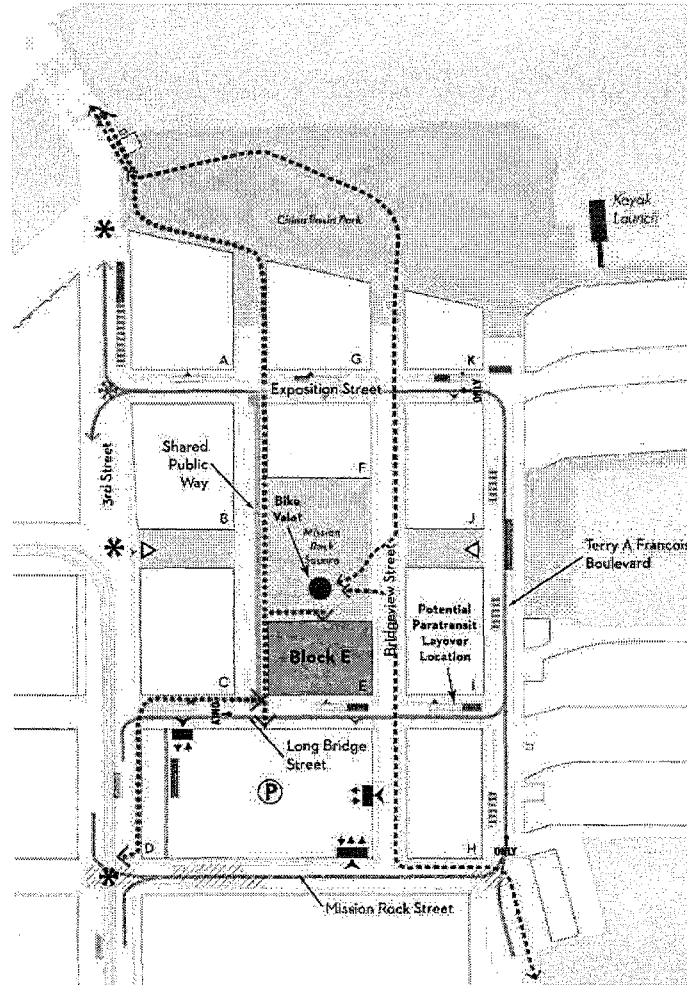 China Basin Park
Kayak
Launch
A
G
K
ONLY
Exposition Street
3rd Street
Shared
Public
Way
F
Bike
Valet
Mission
Rock
Square
B
J
Bridgeview Street
Terry A Francois
Boulevard
Potential
Paratransit
Layover
Location
Block E
C
E
I
ONLY
Long Bridge
Street
P
D
H
ONLY
Mission Rock Street